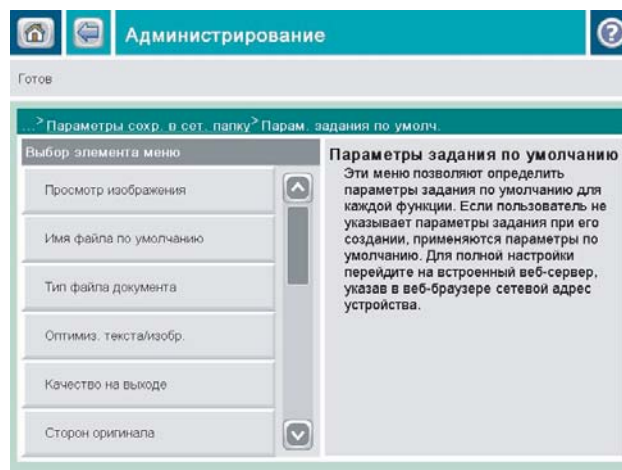 Администрирование
?
Готов
...> Параметры сохр. в сет. папку > Парам. задания по умолч.
Выбор элемента меню
Просмотр изображения
Имя файла по умолчанию
Тип файла документа
Оптимиз. текста/изобр.
Качество на выходе
Сторон оригинала
Параметры задания по умолчанию
Эти меню позволяют определить
параметры задания по умолчанию для
каждой функции. Если пользователь не
указывает параметры задания при его
создании, применяются параметры по
умолчанию. Для полной настройки
перейдите на встроенный веб-сервер,
указав в веб-браузере сетевой адрес
устройства.